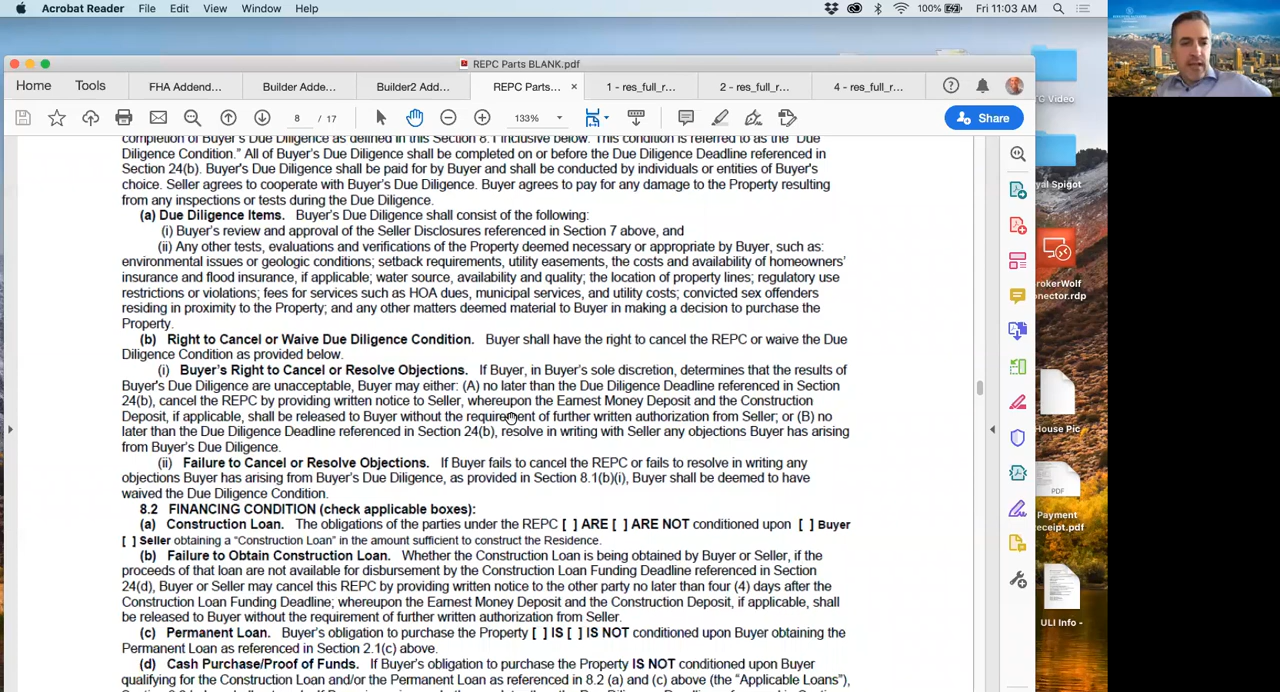 Acrobat Reader File Edit View Window Help 100% Fri 11:03 AM
REPC Parts BLANK.pdf
Home Tools FHA Addend... Builder Adde... Builder2 Add... REPC Parts... × 1 - res_full_r... 2 - res_full_r... 4 - res_full_r...
8 / 17 133% Share
completion of Buyer's Due Diligence as defined in this Section 8.1 inclusive below. This condition is referred to as the "Due
Diligence Condition." All of Buyer's Due Diligence shall be completed on or before the Due Diligence Deadline referenced in
Section 24(b). Buyer's Due Diligence shall be paid for by Buyer and shall be conducted by individuals or entities of Buyer's
choice. Seller agrees to cooperate with Buyer's Due Diligence. Buyer agrees to pay for any damage to the Property resulting
from any inspections or tests during the Due Diligence.
(a) Due Diligence Items. Buyer's Due Diligence shall consist of the following:
(i) Buyer's review and approval of the Seller Disclosures referenced in Section 7 above, and
(ii) Any other tests, evaluations and verifications of the Property deemed necessary or appropriate by Buyer, such as:
environmental issues or geologic conditions, setback requirements, utility easements, the costs and availability of homeowners'
insurance and flood insurance, if applicable; water source, availability and quality; the location of property lines; regulatory use
restrictions or violations; fees for services such as HOA dues, municipal services, and utility costs; convicted sex offenders
residing in proximity to the Property; and any other matters deemed material to Buyer in making a decision to purchase the
Property.
(b) Right to Cancel or Waive Due Diligence Condition. Buyer shall have the right to cancel the REPC or waive the Due
Diligence Condition as provided below.
(i) Buyer's Right to Cancel or Resolve Objections. If Buyer, in Buyer's sole discretion, determines that the results of
Buyer's Due Diligence are unacceptable, Buyer may either: (A) no later than the Due Diligence Deadline referenced in Section
24(b), cancel the REPC by providing written notice to Seller, whereupon the Earnest Money Deposit and the Construction
Deposit, if applicable, shall be released to Buyer without the requirement of further written authorization from Seller; or (B) no
later than the Due Diligence Deadline referenced in Section 24(b), resolve in writing with Seller any objections Buyer has arising
from Buyer's Due Diligence.
(ii) Failure to Cancel or Resolve Objections. If Buyer fails to cancel the REPC or fails to resolve in writing any
objections Buyer has arising from Buyer's Due Diligence, as provided in Section 8.1(b)(i), Buyer shall be deemed to have
waived the Due Diligence Condition.
8.2 FINANCING CONDITION (check applicable boxes):
(a) Construction Loan. The obligations of the parties under the REPC [ ] ARE [ ] ARE NOT conditioned upon [ ] Buyer
[ ] Seller obtaining a "Construction Loan" in the amount sufficient to construct the Residence.
(b) Failure to Obtain Construction Loan. Whether the Construction Loan is being obtained by Buyer or Seller, if the
proceeds of that loan are not available for disbursement by the Construction Loan Funding Deadline referenced in Section
24(d), Buyer or Seller may cancel the REPC by providing written notice to the other party no later than four (4) days after the
Construction Loan Funding Deadline; whereupon the Earnest Money Deposit and the Construction Deposit, if applicable, shall
be released to Buyer without the requirement of further written authorization from Seller.
(c) Permanent Loan. Buyer's obligation to purchase the Property [ ] IS [ ] IS NOT conditioned upon Buyer obtaining the
Permanent Loan as referenced in Section 2.1(c) above.
(d) Cash Purchase/Proof of Funds. If Buyer's obligation to purchase the Property IS NOT conditioned upon Buyer
qualifying for the Construction Loan and/or the Permanent Loan as referenced in 8.2 (a) and (c) above (the "Applicable Loans"),
TG Video
yal Spigot
rokerWolf
nector.rdp
House Pic
PDF
Payment
eceipt.pdf
ULI Info -